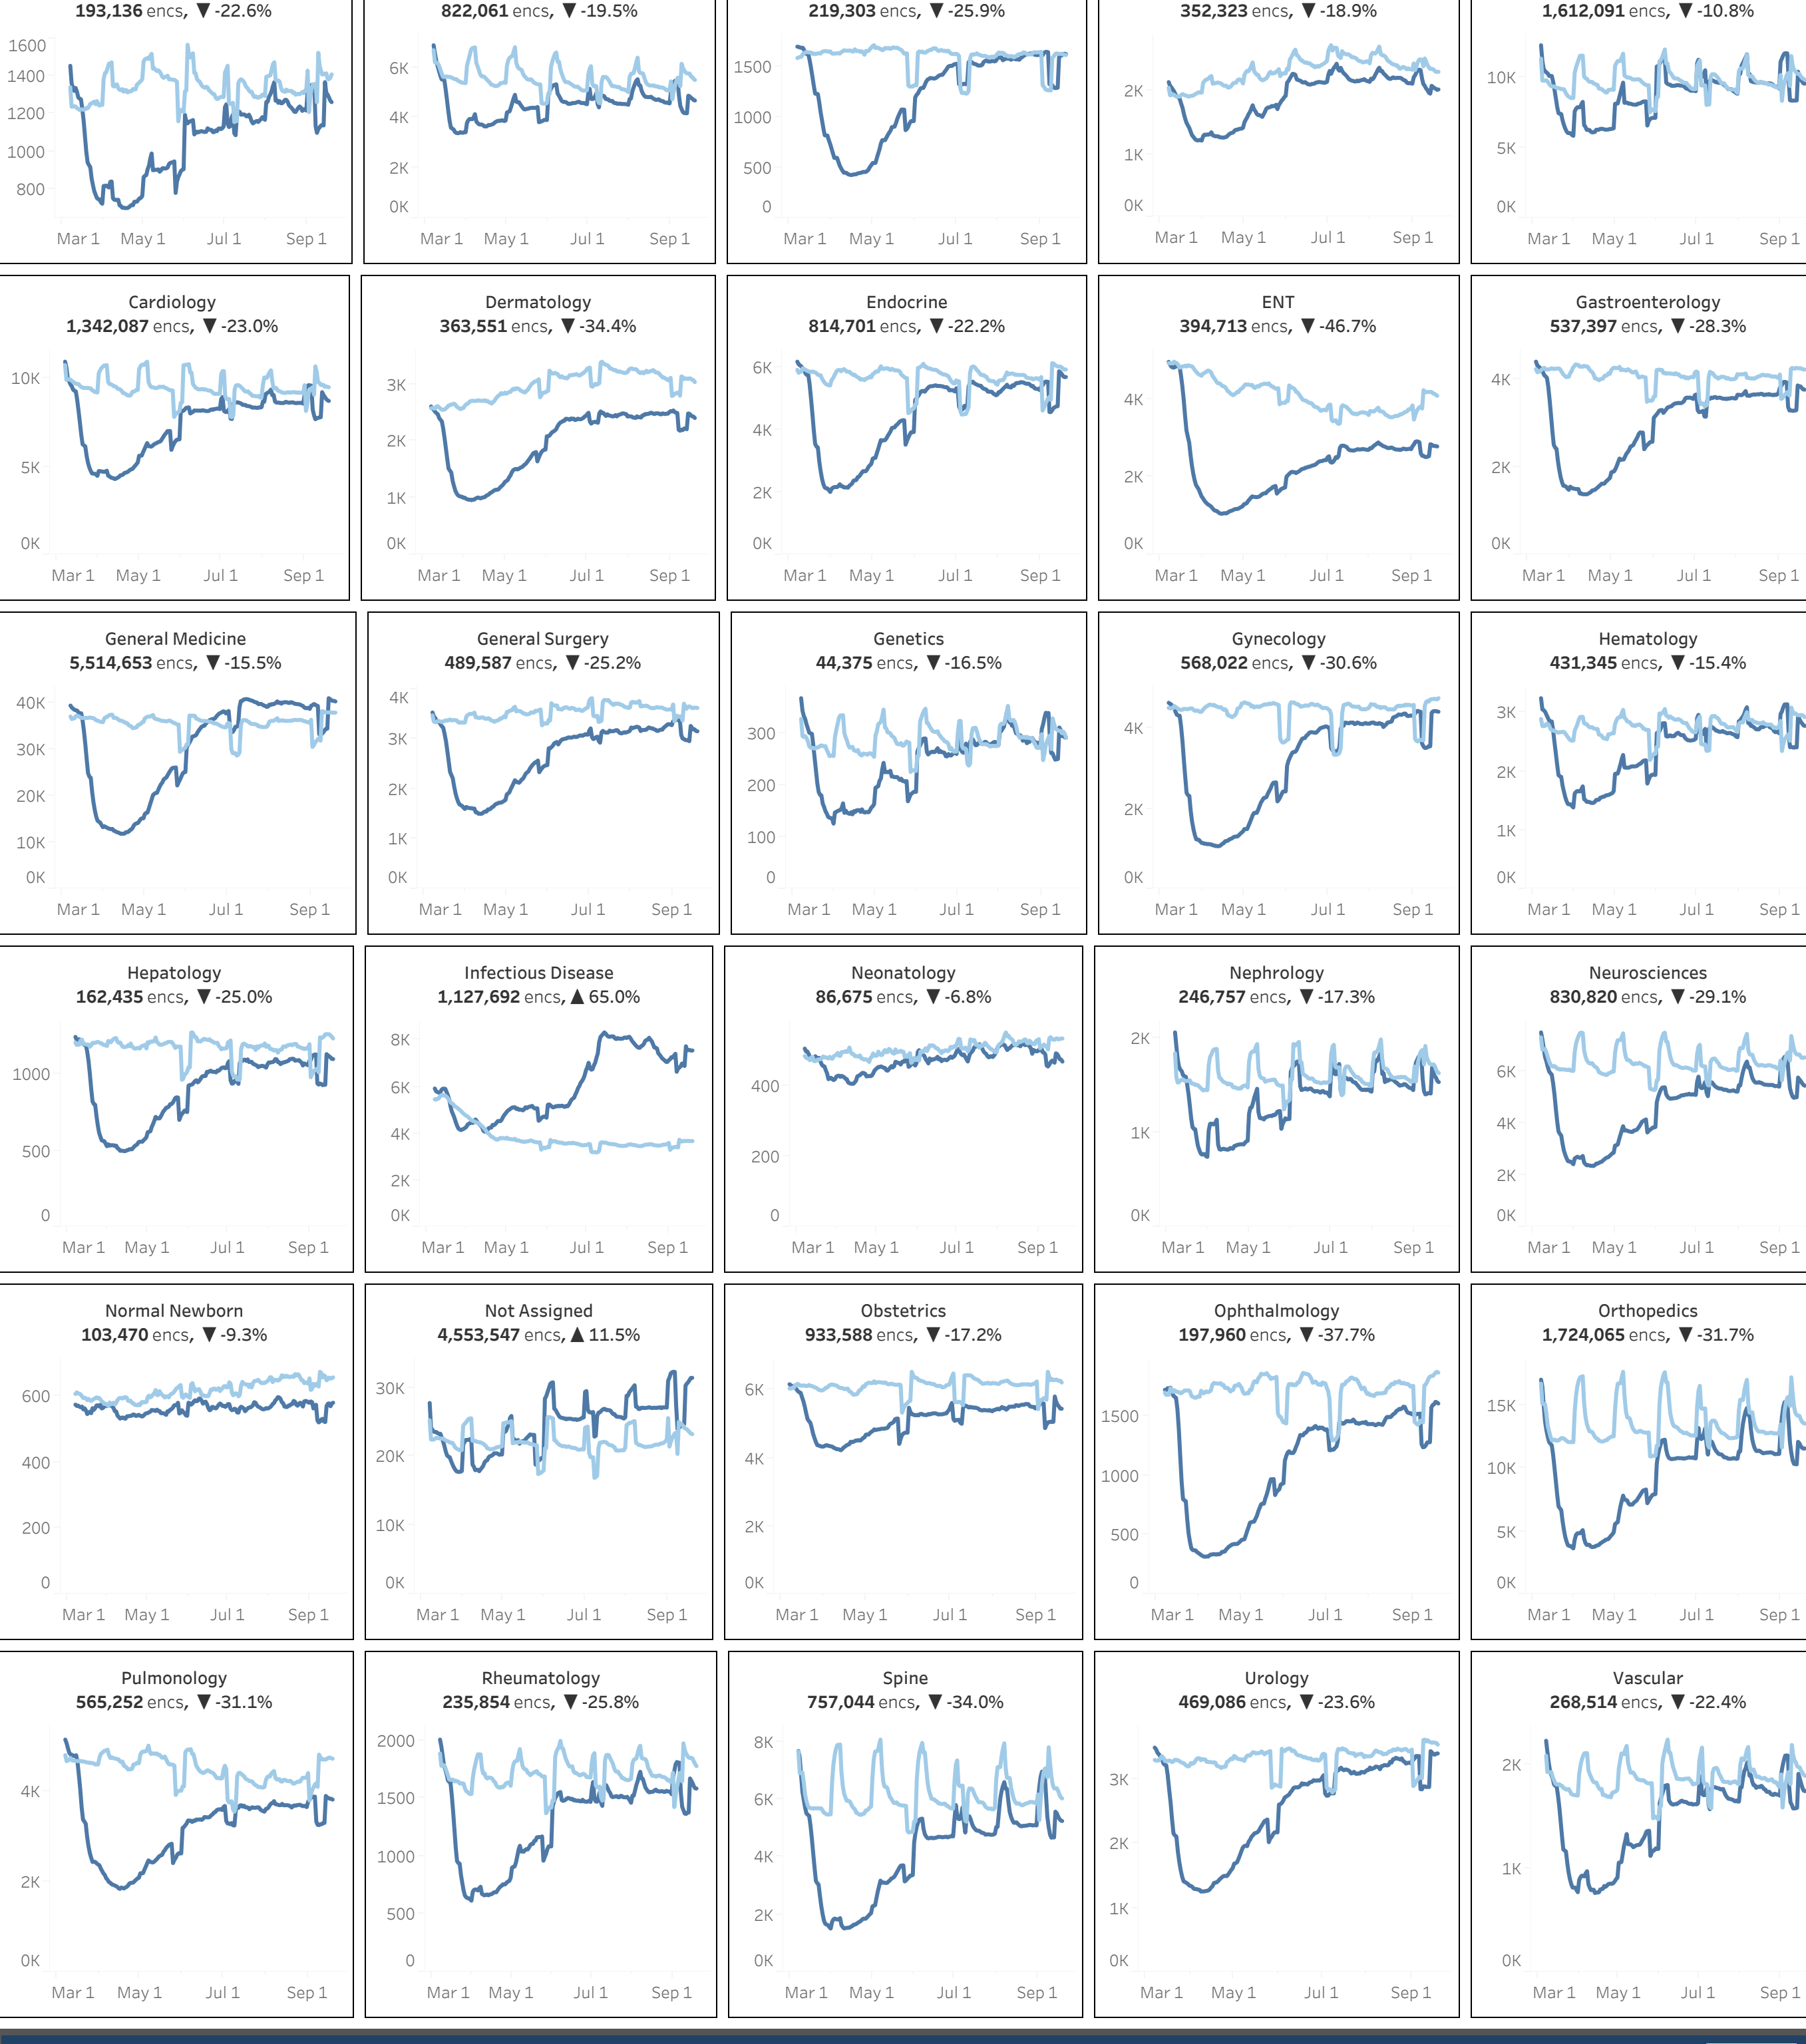 193,136 encs, ▼ -22.6%
822,061 encs, ▼ -19.5%
219,303 encs, ▼ -25.9%
352,323 encs, ▼ -18.9%
1,612,091 encs, ▼ -10.8%
1600
1400
1200
1000
800
Mar 1 May 1 Jul 1 Sep 1
6K
4K
2K
0K
Mar 1 May 1 Jul 1 Sep 1
1500
1000
500
0
Mar 1 May 1 Jul 1 Sep 1
2K
1K
0K
Mar 1 May 1 Jul 1 Sep 1
10K
5K
0K
Mar 1 May 1 Jul 1 Sep 1
Cardiology
1,342,087 encs, ▼ -23.0%
10K
5K
0K
Mar 1 May 1 Jul 1 Sep 1
Dermatology
363,551 encs, ▼ -34.4%
3K
2K
1K
0K
Mar 1 May 1 Jul 1 Sep 1
Endocrine
814,701 encs, ▼ -22.2%
6K
4K
2K
0K
Mar 1 May 1 Jul 1 Sep 1
ENT
394,713 encs, ▼ -46.7%
4K
2K
0K
Mar 1 May 1 Jul 1 Sep 1
Gastroenterology
537,397 encs, ▼ -28.3%
4K
2K
0K
Mar 1 May 1 Jul 1 Sep 1
General Medicine
5,514,653 encs, ▼ -15.5%
40K
30K
20K
10K
0K
Mar 1 May 1 Jul 1 Sep 1
General Surgery
489,587 encs, ▼ -25.2%
4K
3K
2K
1K
0K
Mar 1 May 1 Jul 1 Sep 1
Genetics
44,375 encs, ▼ -16.5%
300
200
100
0
Mar 1 May 1 Jul 1 Sep 1
Gynecology
568,022 encs, ▼ -30.6%
4K
2K
0K
Mar 1 May 1 Jul 1 Sep 1
Hematology
431,345 encs, ▼ -15.4%
3K
2K
1K
0K
Mar 1 May 1 Jul 1 Sep 1
Hepatology
162,435 encs, ▼ -25.0%
1000
500
0
Mar 1 May 1 Jul 1 Sep 1
Infectious Disease
1,127,692 encs, ▲ 65.0%
8K
6K
4K
2K
0K
Mar 1 May 1 Jul 1 Sep 1
Neonatology
86,675 encs, ▼ -6.8%
400
200
0
Mar 1 May 1 Jul 1 Sep 1
Nephrology
246,757 encs, ▼ -17.3%
2K
1K
0K
Mar 1 May 1 Jul 1 Sep 1
Neurosciences
830,820 encs, ▼ -29.1%
6K
4K
2K
0K
Mar 1 May 1 Jul 1 Sep 1
Normal Newborn
103,470 encs, ▼ -9.3%
600
400
200
0
Mar 1 May 1 Jul 1 Sep 1
Not Assigned
4,553,547 encs, ▲ 11.5%
30K
20K
10K
0K
Mar 1 May 1 Jul 1 Sep 1
Obstetrics
933,588 encs, ▼ -17.2%
6K
4K
2K
0K
Mar 1 May 1 Jul 1 Sep 1
Ophthalmology
197,960 encs, ▼ -37.7%
1500
1000
500
0
Mar 1 May 1 Jul 1 Sep 1
Orthopedics
1,724,065 encs, ▼ -31.7%
15K
10K
5K
0K
Mar 1 May 1 Jul 1 Sep 1
Pulmonology
565,252 encs, ▼ -31.1%
4K
2K
0K
Mar 1 May 1 Jul 1 Sep 1
Rheumatology
235,854 encs, ▼ -25.8%
2000
1500
1000
500
0
Mar 1 May 1 Jul 1 Sep 1
Spine
757,044 encs, ▼ -34.0%
8K
6K
4K
2K
0K
Mar 1 May 1 Jul 1 Sep 1
Urology
469,086 encs, ▼ -23.6%
3K
2K
1K
0K
Mar 1 May 1 Jul 1 Sep 1
Vascular
268,514 encs, ▼ -22.4%
2K
1K
0K
Mar 1 May 1 Jul 1 Sep 1